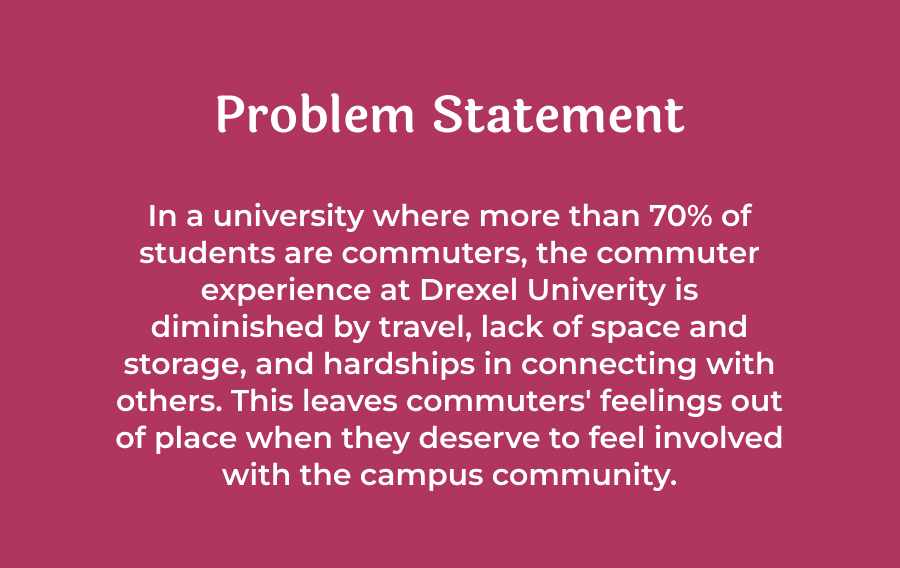 Problem Statement
In a university where more than 70% of
students are commuters, the commuter
experience at Drexel Univerity is
diminished by travel, lack of space and
storage, and hardships in connecting with
others. This leaves commuters' feelings out
of place when they deserve to feel involved
with the campus community.